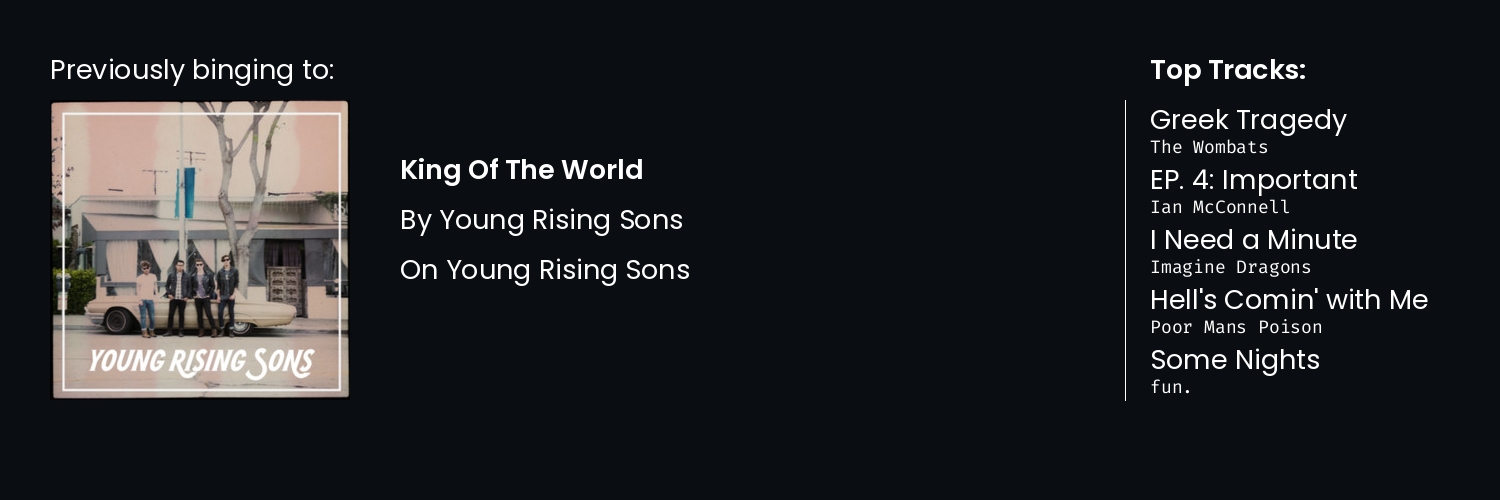 Previously binging to:
YOUNG RISING SONS
King Of The World
By Young Rising Sons
On Young Rising Sons
Top Tracks:
Greek Tragedy
The Wombats
EP. 4: Important
Ian McConnell
I Need a Minute
Imagine Dragons
Hell's Comin' with Me
Poor Mans Poison
Some Nights
fun.